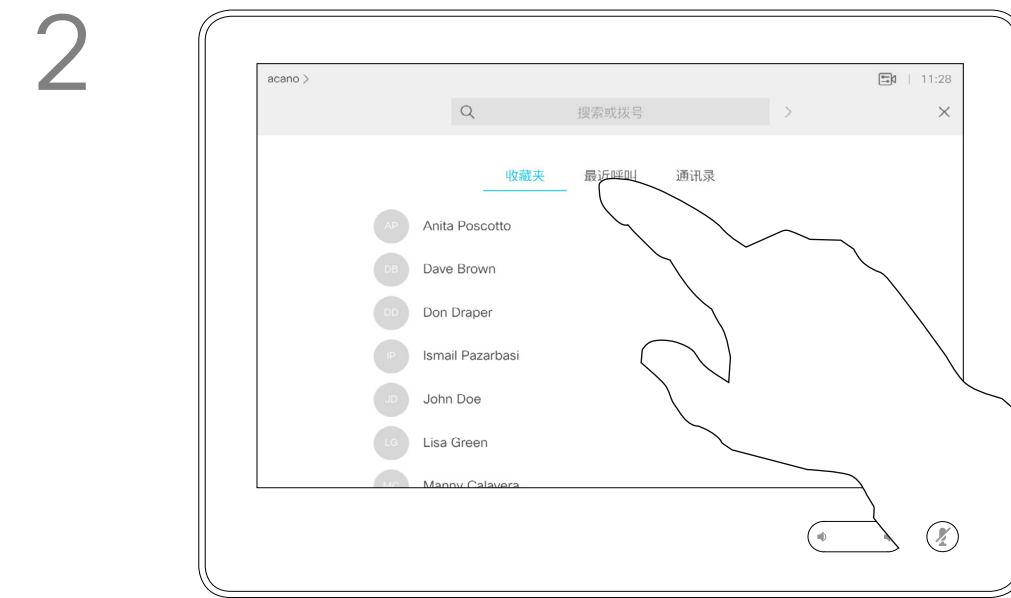 2
acano >
11:28
搜索或拨号
收藏夹 最近呼叫 通讯录
AP Anita Poscotto
DB Dave Brown
DD Don Draper
IP Ismail Pazarbasi
JD John Doe
LG Lisa Green
MC Manny Calavera